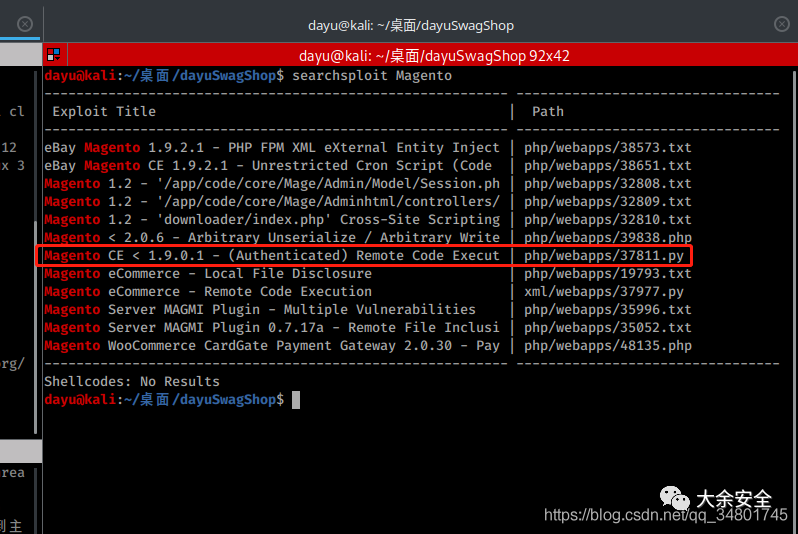 dayu@kali: ~/桌面/dayuSwagShop
dayu@kali: ~/桌面/dayuSwagShop 92x42
dayu@kali:~/桌面/dayuSwagShop$ searchsploit Magento
---------------------------------------------------------- ---------------------------------
Exploit Title | Path
---------------------------------------------------------- ---------------------------------
eBay Magento 1.9.2.1 - PHP FPM XML eXternal Entity Inject | php/webapps/38573.txt
eBay Magento CE 1.9.2.1 - Unrestricted Cron Script (Code | php/webapps/38651.txt
Magento 1.2 - '/app/code/core/Mage/Admin/Model/Session.ph | php/webapps/32808.txt
Magento 1.2 - '/app/code/core/Mage/Adminhtml/controllers/ | php/webapps/32809.txt
Magento 1.2 - 'downloader/index.php' Cross-Site Scripting | php/webapps/32810.txt
Magento < 2.0.6 - Arbitrary Unserialize / Arbitrary Write | php/webapps/39838.php
Magento CE < 1.9.0.1 - (Authenticated) Remote Code Execut | php/webapps/37811.py
Magento eCommerce - Local File Disclosure | php/webapps/19793.txt
Magento eCommerce - Remote Code Execution | xml/webapps/37977.py
Magento Server MAGMI Plugin - Multiple Vulnerabilities | php/webapps/35996.txt
Magento Server MAGMI Plugin 0.7.17a - Remote File Inclusi | php/webapps/35052.txt
Magento WooCommerce CardGate Payment Gateway 2.0.30 - Pay | php/webapps/48135.php
---------------------------------------------------------- ---------------------------------
Shellcodes: No Results
dayu@kali:~/桌面/dayuSwagShop$
cl
12
x 3
rg/
rea
大余安全
https://blog.csdn.net/qq_34801745